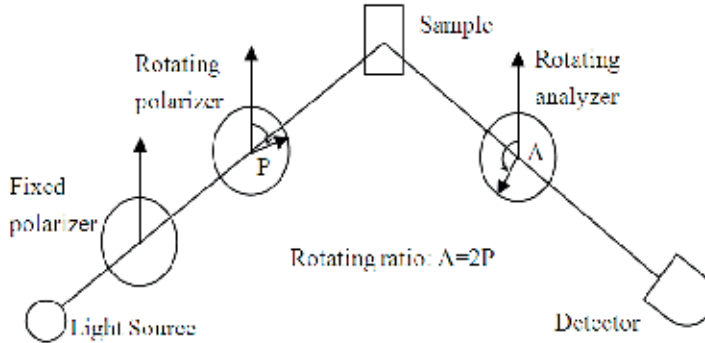 Sample
Rotating
polarizer
Rotating
analyzer
P
A
Fixed
polarizer
Rotating ratio: A=2P
Light Source
Detector